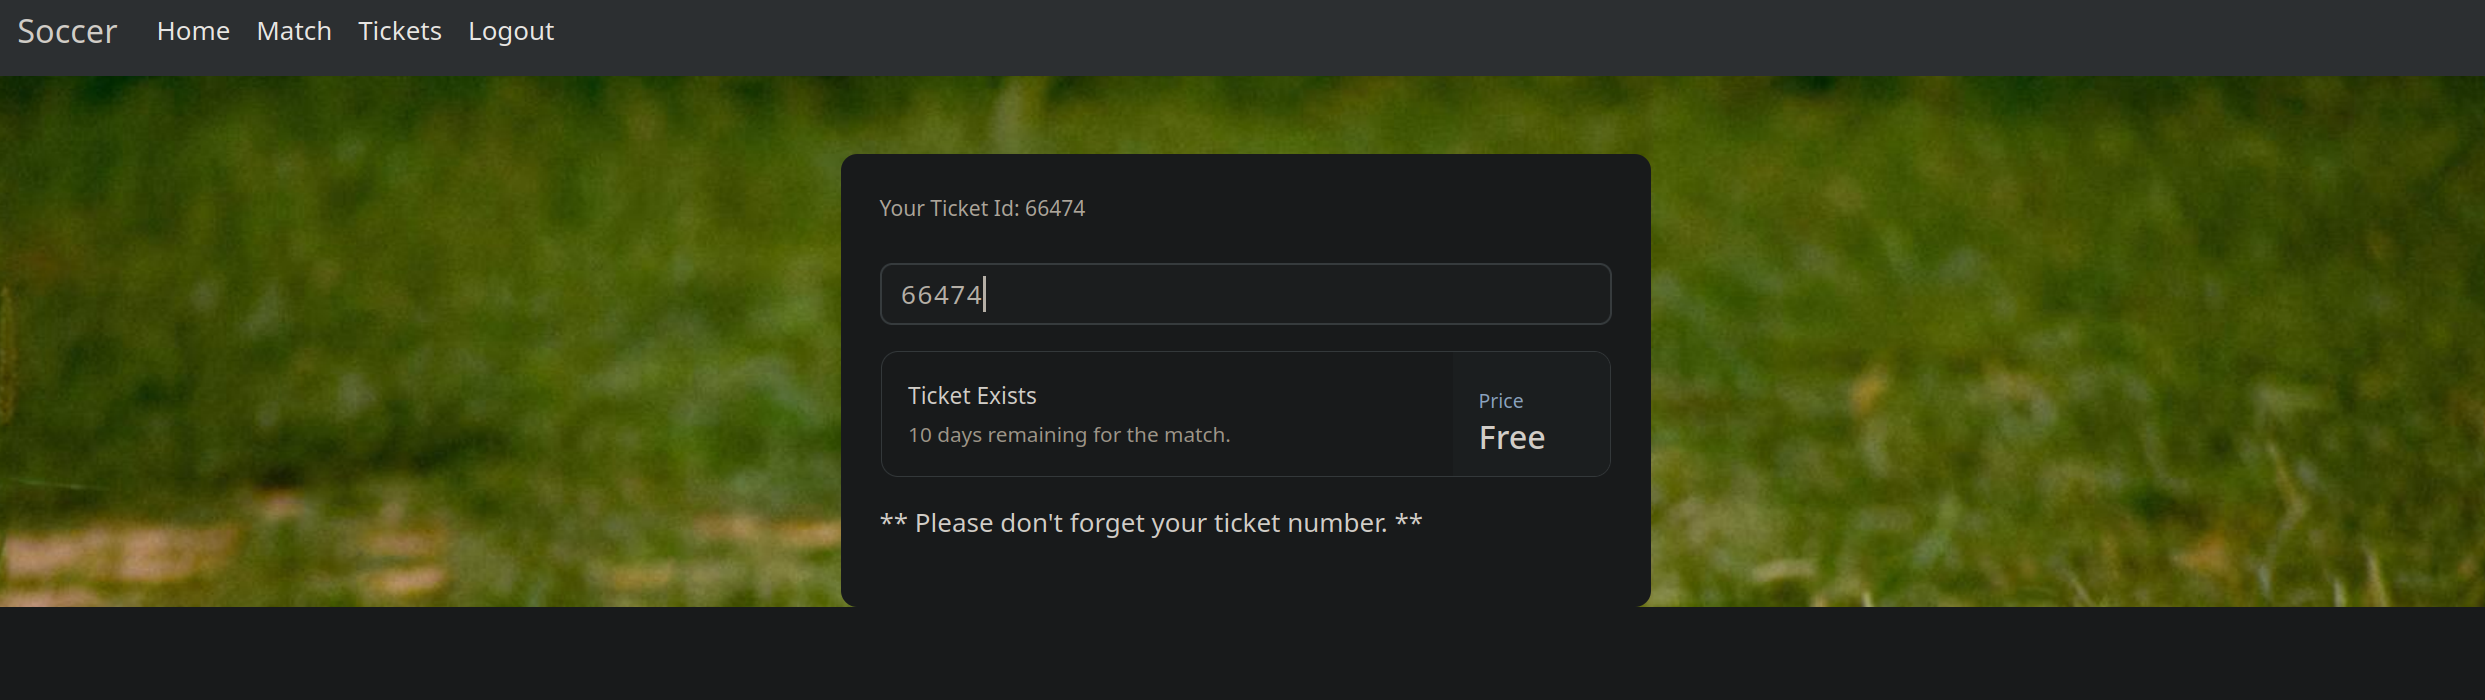 Soccer Home Match Tickets Logout
Your Ticket Id: 66474
66474
Ticket Exists
10 days remaining for the match.
Price
Free
** Please don't forget your ticket number. **